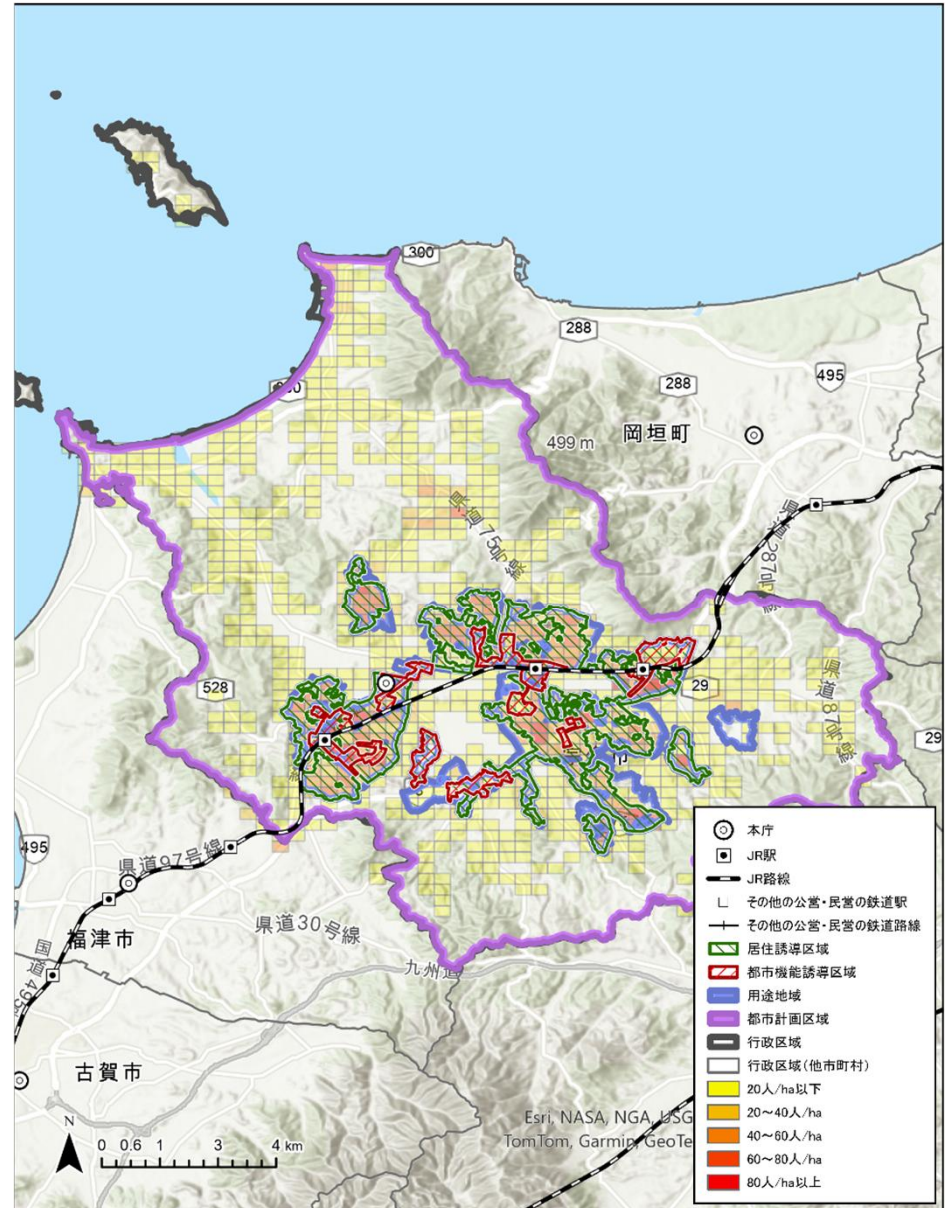 300
288
288
495
岡垣町
499 m
県道75号線
県道287号線
528
29
県道87号線
29
市
495
県道97号線
県道30号線
福津市
国道495号
九州道
古賀市
Esri, NASA, NGA, USG
TomTom, Garmin, GeoTe
N
0 0.6 1 3 4 km
本庁
JR駅
JR路線
その他の公営・民営の鉄道駅
その他の公営・民営の鉄道路線
居住誘導区域
都市機能誘導区域
用途地域
都市計画区域
行政区域
行政区域(他市町村)
20人/ha以下
20～40人/ha
40～60人/ha
60～80人/ha
80人/ha以上